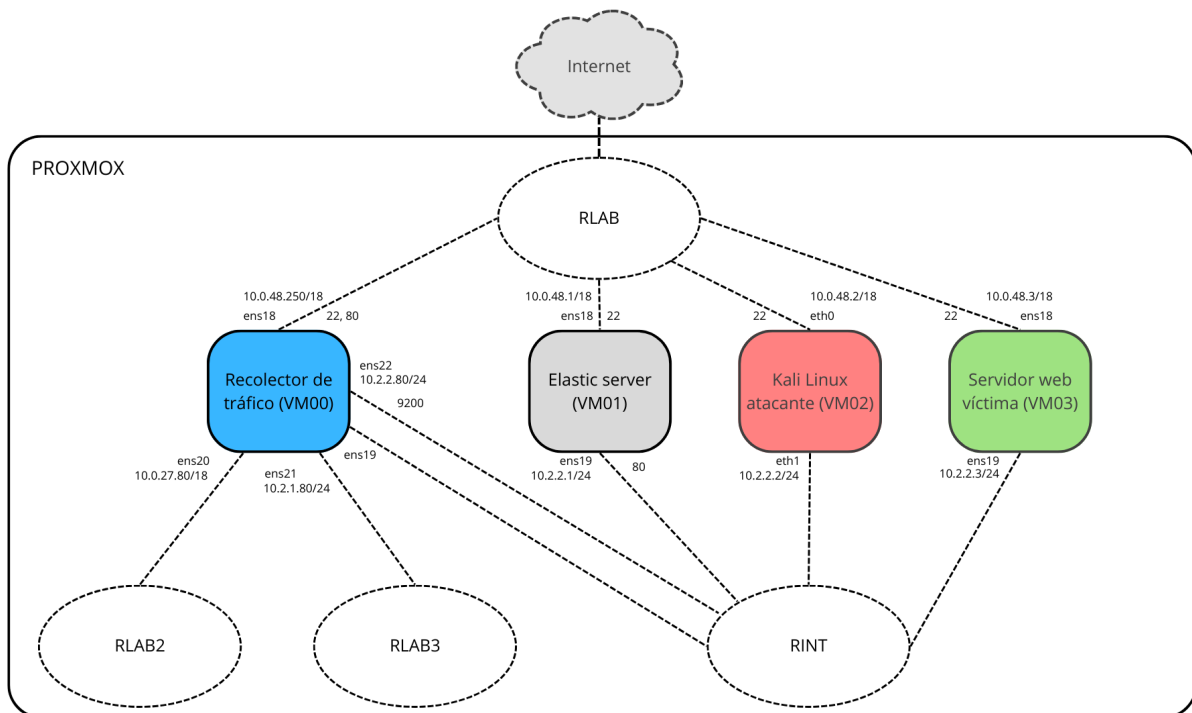 Internet
PROXMOX
RLAB
10.0.48.250/18
ens18
22, 80
10.0.48.1/18
ens18
22
10.0.48.2/18
22
eth0
10.0.48.3/18
22
ens18
Recolector de
tráfico (VM00)
ens22
10.2.2.80/24
9200
ens19
Elastic server
(VM01)
Kali Linux
atacante (VM02)
Servidor web
víctima (VM03)
ens20
10.0.27.80/18
ens21
10.2.1.80/24
ens19
10.2.2.1/24
80
eth1
10.2.2.2/24
ens19
10.2.2.3/24
RLAB2
RLAB3
RINT